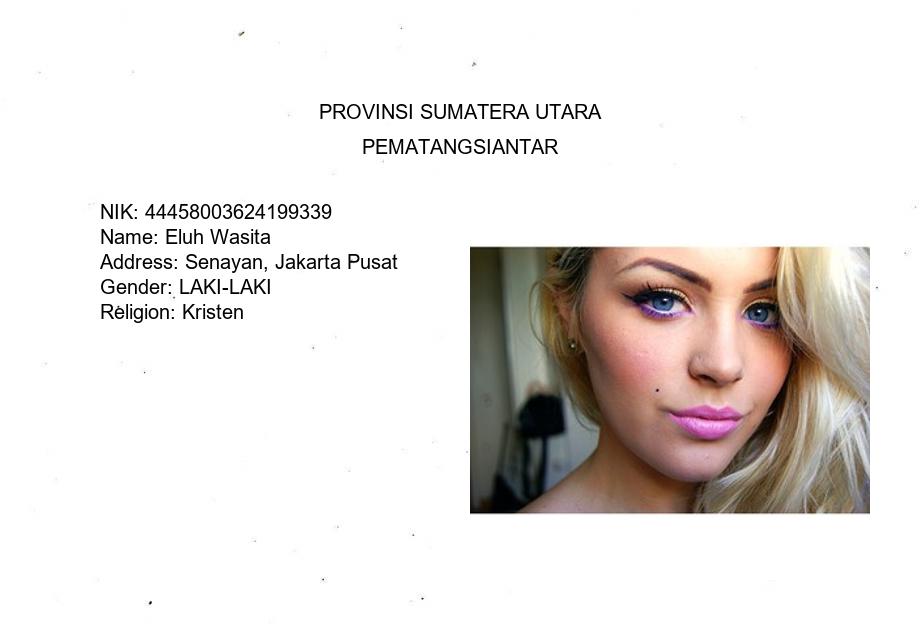 PROVINSI SUMATERA UTARA
PEMATANGSIANTAR
NIK: 44458003624199339
Name: Eluh Wasita
Address: Senayan, Jakarta Pusat
Gender: LAKI-LAKI
Religion: Kristen